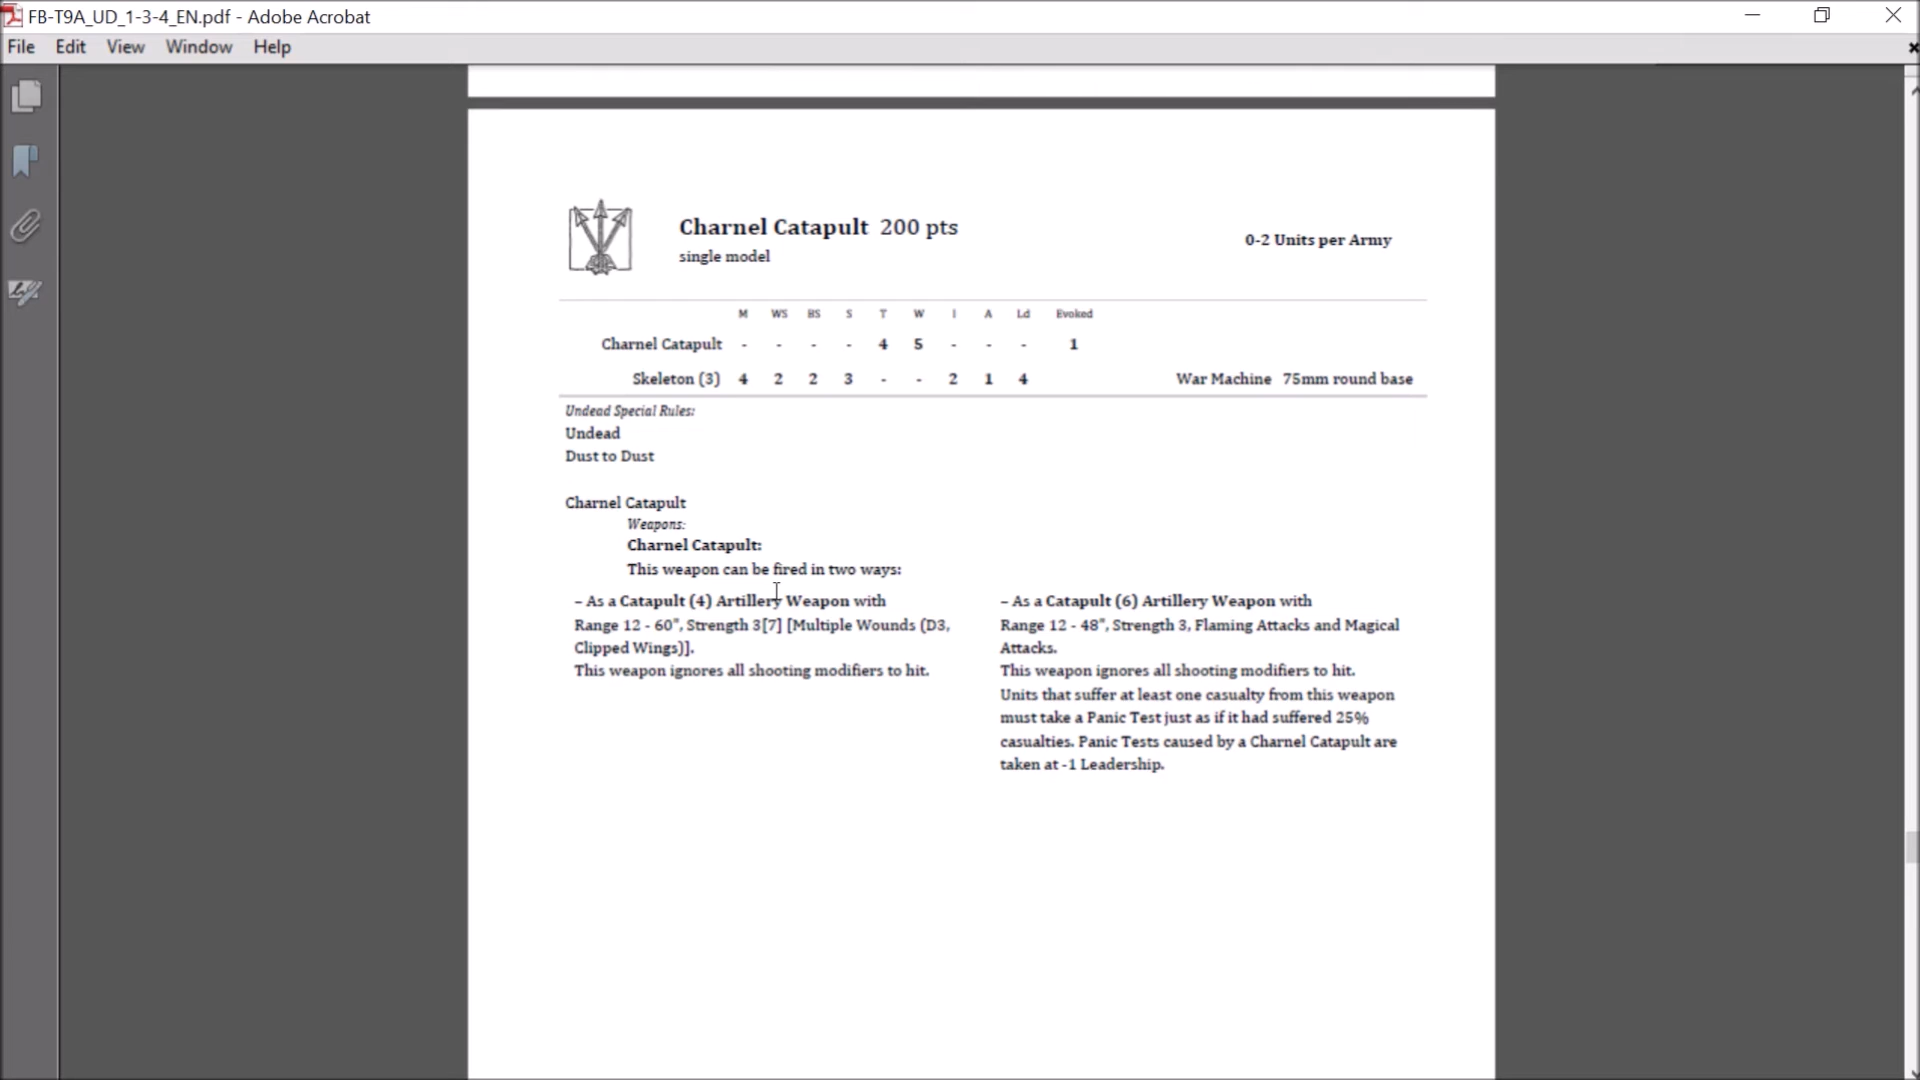 FB-T9A_UD_1-3-4_EN.pdf - Adobe Acrobat
File Edit View Window Help
Charnel Catapult 200 pts
single model
0-2 Units per Army
M WS BS S T W I A Ld Evoked
Charnel Catapult - - - - 4 5 - - - 1
Skeleton (3) 4 2 2 3 - - 2 1 4 War Machine 75mm round base
Undead Special Rules:
Undead
Dust to Dust
Charnel Catapult
Weapons:
Charnel Catapult:
This weapon can be fired in two ways:
– As a Catapult (4) Artillery Weapon with
Range 12 - 60", Strength 3[7] [Multiple Wounds (D3,
Clipped Wings)].
This weapon ignores all shooting modifiers to hit.
– As a Catapult (6) Artillery Weapon with
Range 12 - 48", Strength 3, Flaming Attacks and Magical
Attacks.
This weapon ignores all shooting modifiers to hit.
Units that suffer at least one casualty from this weapon
must take a Panic Test just as if it had suffered 25%
casualties. Panic Tests caused by a Charnel Catapult are
taken at -1 Leadership.